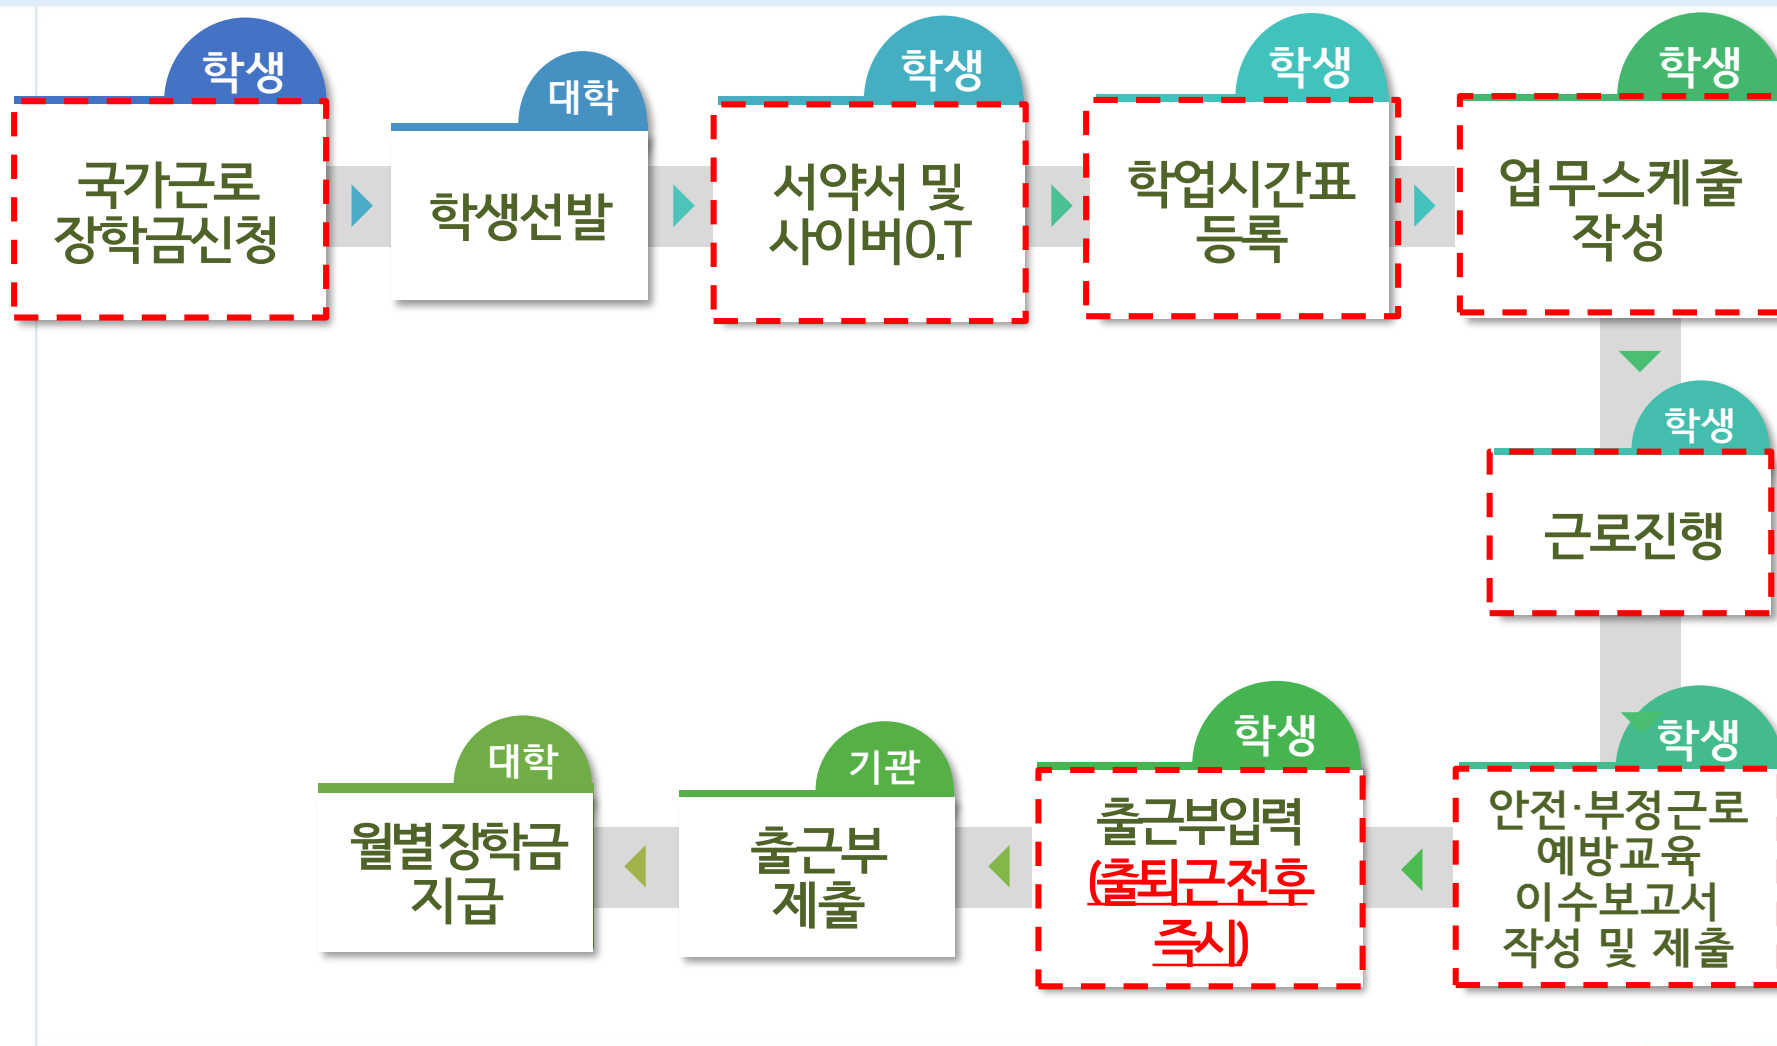 학생
국가근로
장학금신청
대학
학생선발
학생
서약서 및
사이버O.T
학생
학업시간표
등록
학생
업무스케줄
작성
학생
근로진행
학생
안전·부정근로
예방교육
이수보고서
작성 및 제출
학생
출근부입력
(출퇴근전후
즉시)
기관
출근부
제출
대학
월별장학금
지급